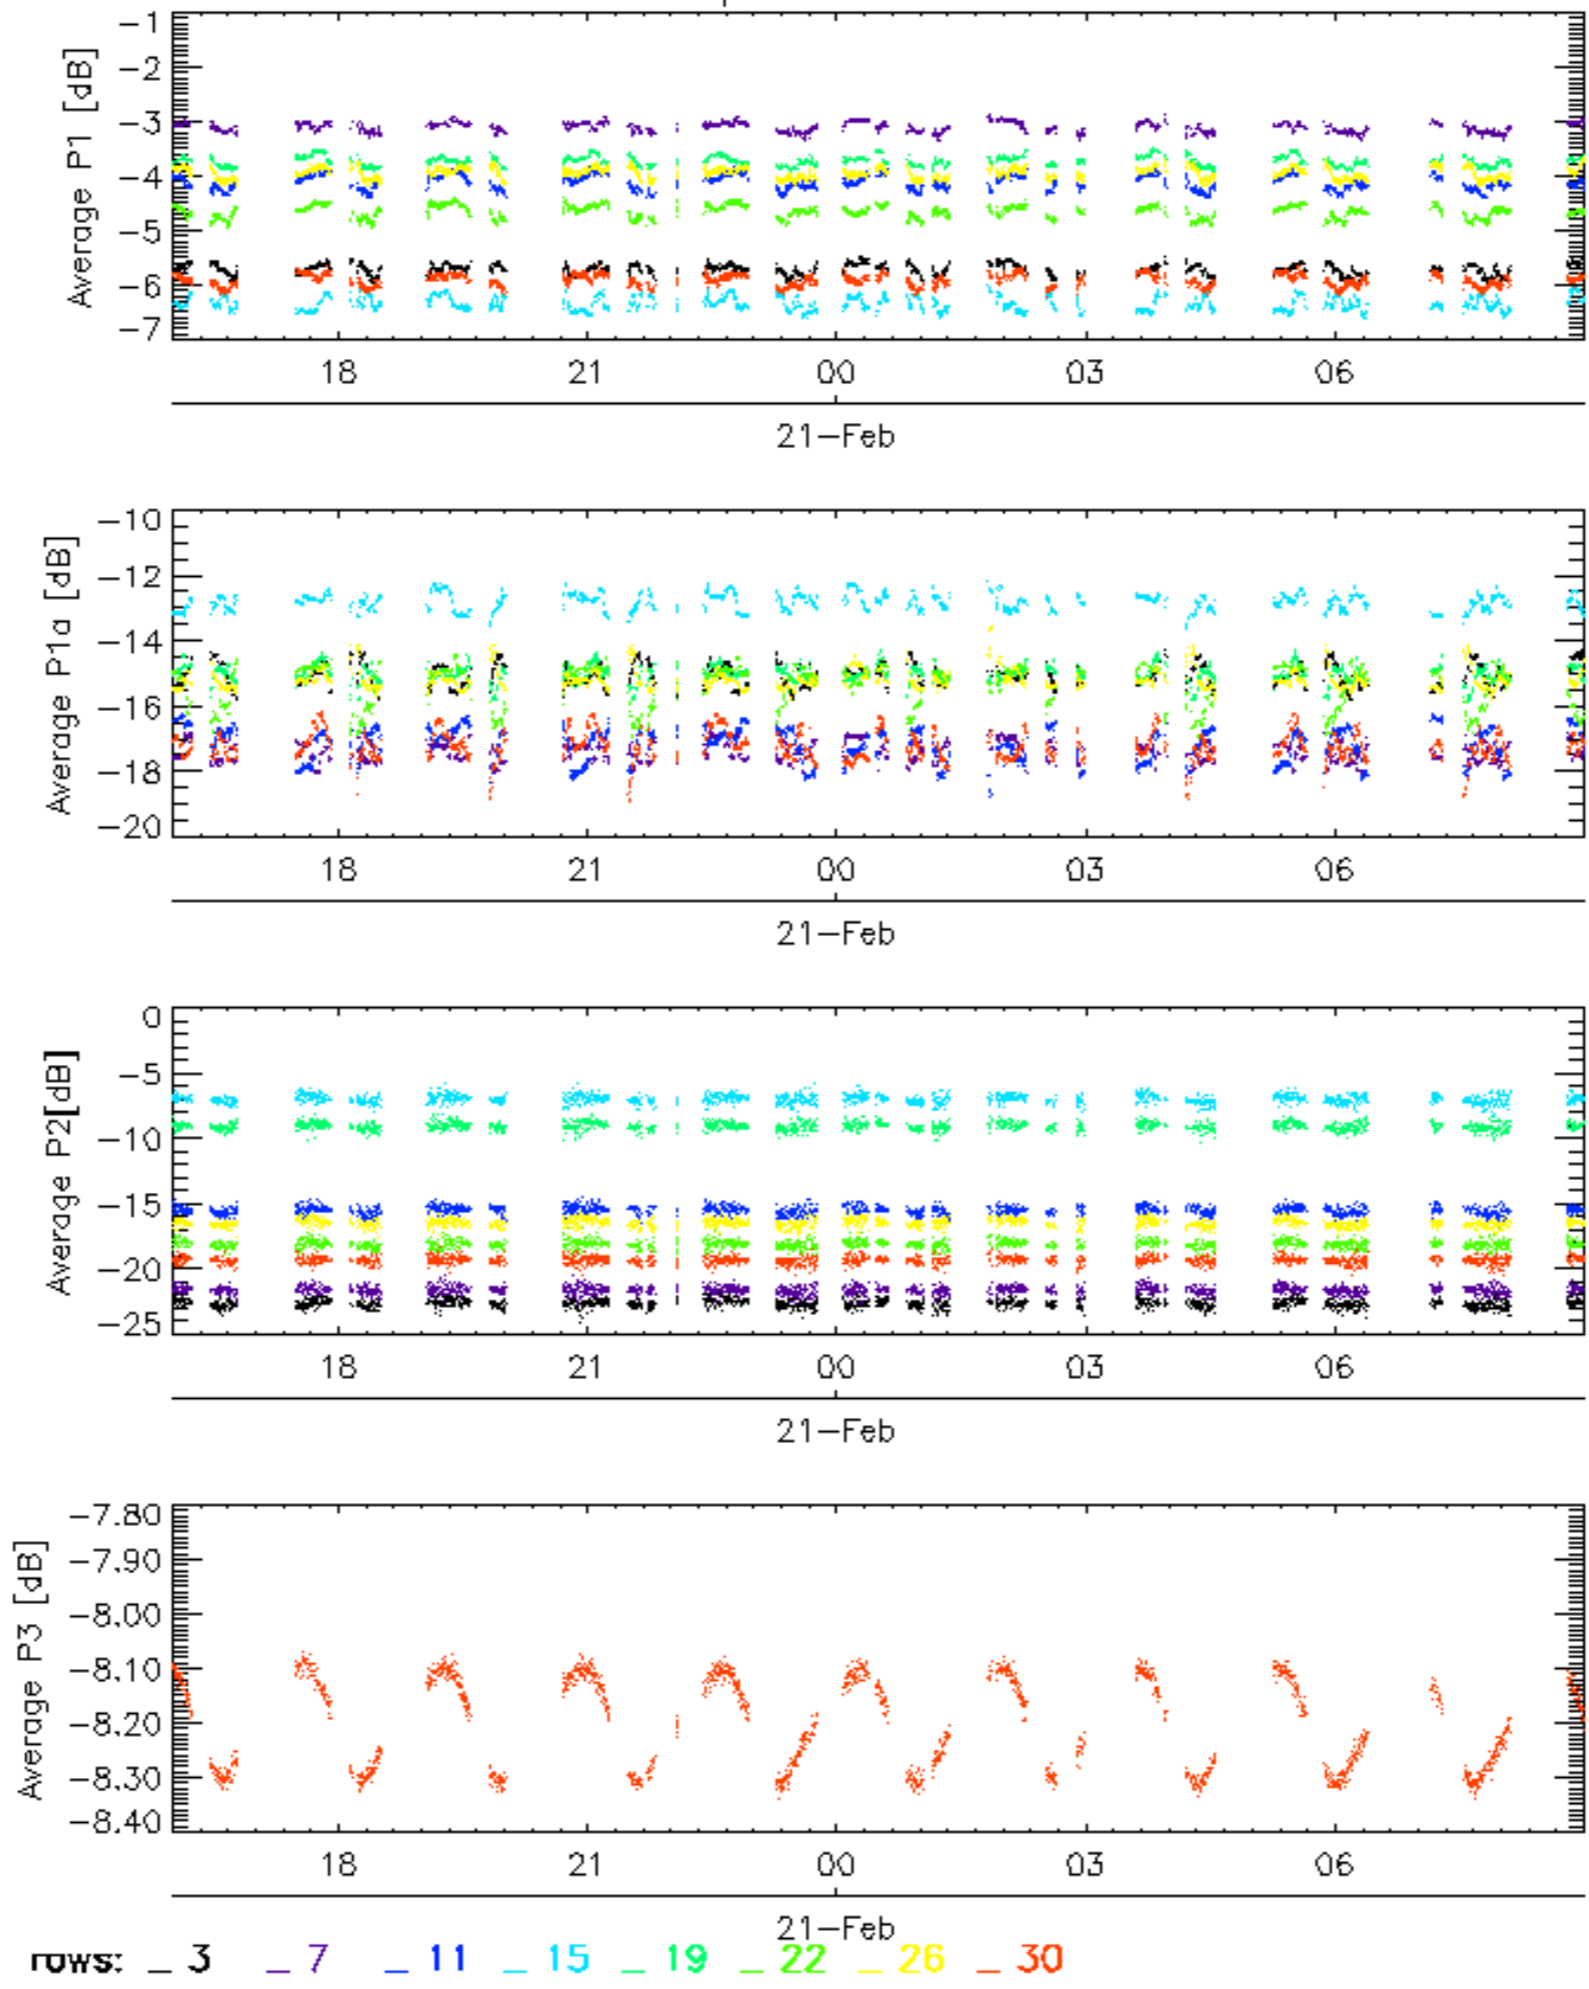 Average P1 [dB]
-1
-2
-3
-4
-5
-6
-7
18 21 00 03 06
21-Feb
Average P1a [dB]
-10
-12
-14
-16
-18
-20
18 21 00 03 06
21-Feb
Average P2[dB]
0
-5
-10
-15
-20
-25
18 21 00 03 06
21-Feb
Average P3 [dB]
-7.80
-7.90
-8.00
-8.10
-8.20
-8.30
-8.40
18 21 00 03 06
21-Feb
rows: _ 3 _ 7 _ 11 _ 15 _ 19 _ 22 _ 26 _ 30